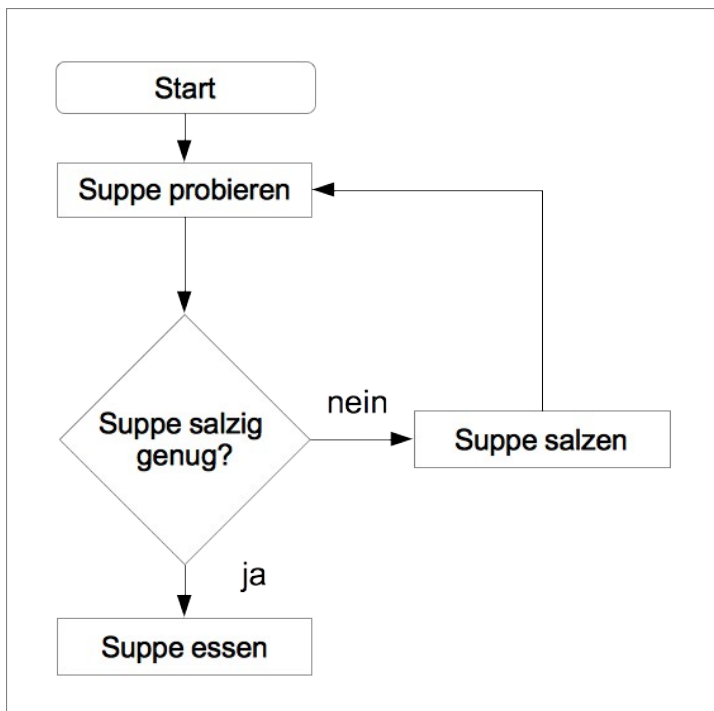 Start
Suppe probieren
Suppe salzig
genug?
nein
Suppe salzen
ja
Suppe essen